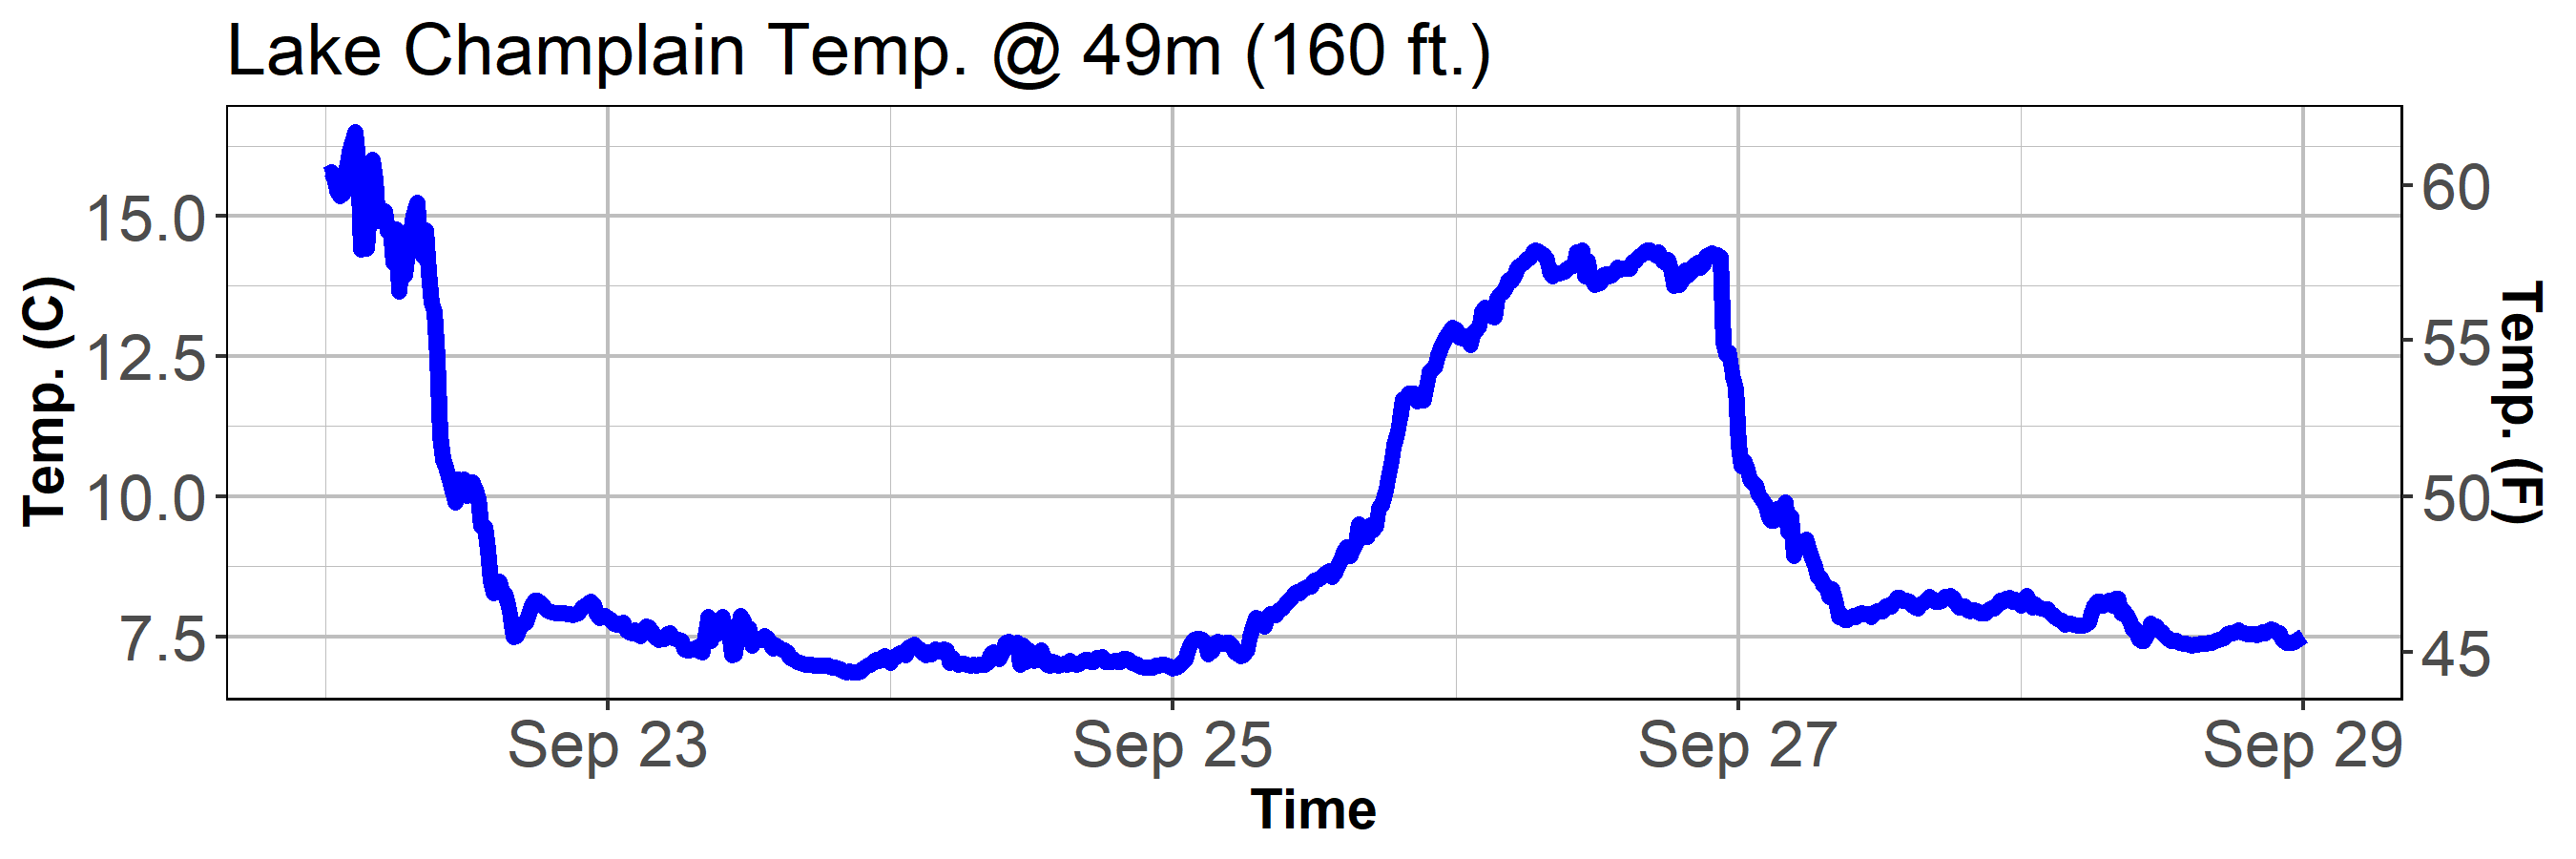 Lake Champlain Temp. @ 49m (160 ft.)
Temp. (C)
15.0
12.5
10.0
7.5
60
55
50
45
Temp. (F)
Sep 23 Sep 25 Sep 27 Sep 29
Time